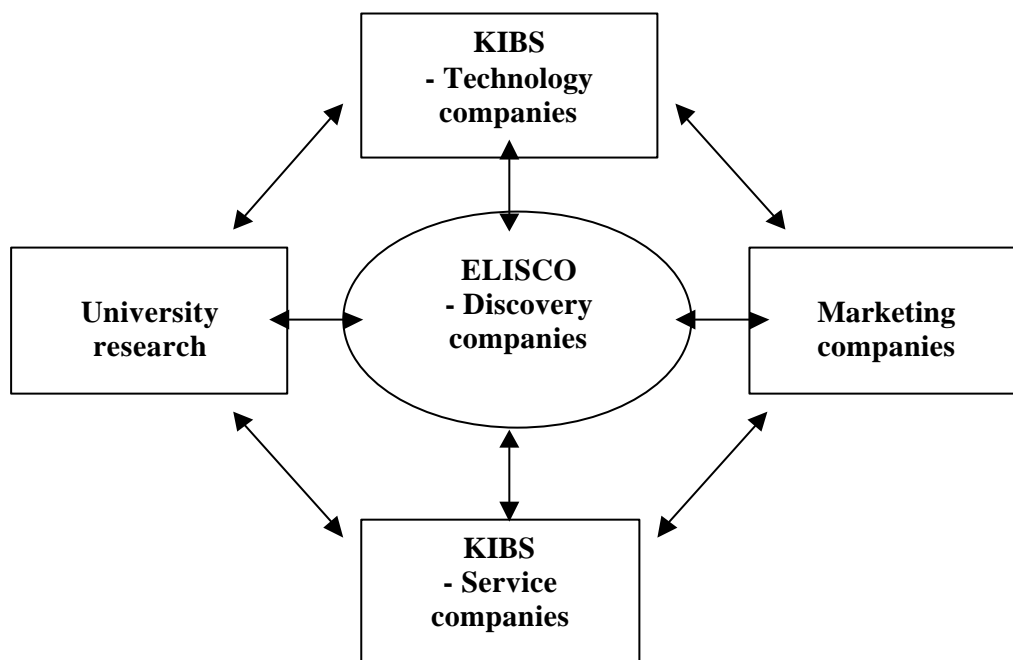 KIBS
- Technology
companies
University
research
ELISCO
- Discovery
companies
Marketing
companies
KIBS
- Service
companies